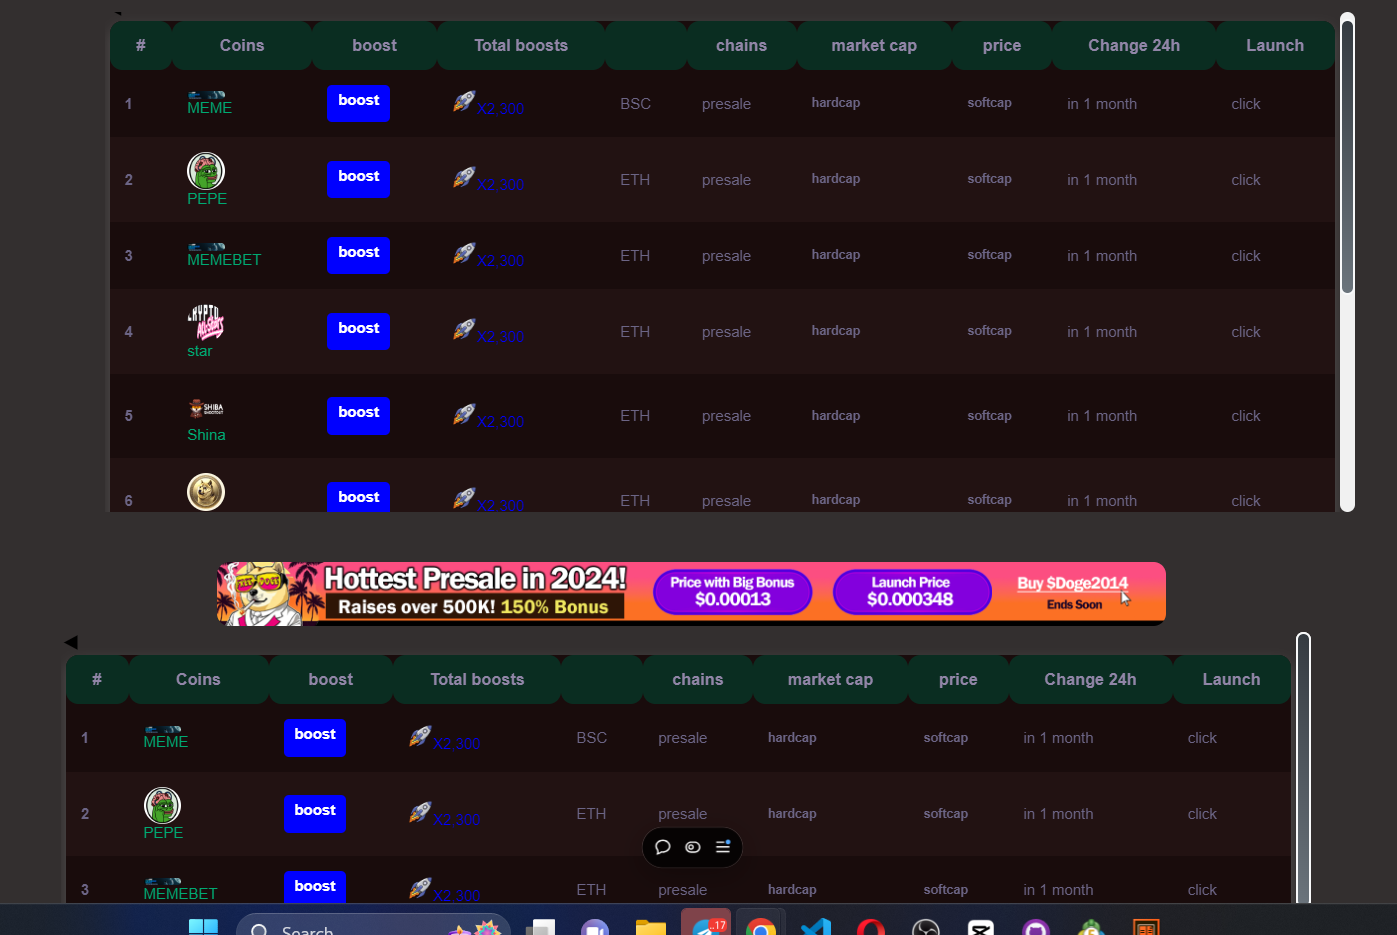 # Coins boost Total boosts chains market cap price Change 24h Launch
1 MEME boost X2,300 BSC presale hardcap softcap in 1 month click
2 PEPE boost X2,300 ETH presale hardcap softcap in 1 month click
3 MEMEBET boost X2,300 ETH presale hardcap softcap in 1 month click
4 star boost X2,300 ETH presale hardcap softcap in 1 month click
SHIBA
5 Shina boost X2,300 ETH presale hardcap softcap in 1 month click
6 boost X2,300 ETH presale hardcap softcap in 1 month click
Hottest Presale in 2024!
Raises over 500K! 150% Bonus
Price with Big Bonus
$0.00013
Launch Price
$0.000348
Buy $Doge2014
Ends Soon
# Coins boost Total boosts chains market cap price Change 24h Launch
1 MEME boost X2,300 BSC presale hardcap softcap in 1 month click
2 PEPE boost X2,300 ETH presale hardcap softcap in 1 month click
3 MEMEBET boost X2,300 ETH presale hardcap softcap in 1 month click
Search
..17